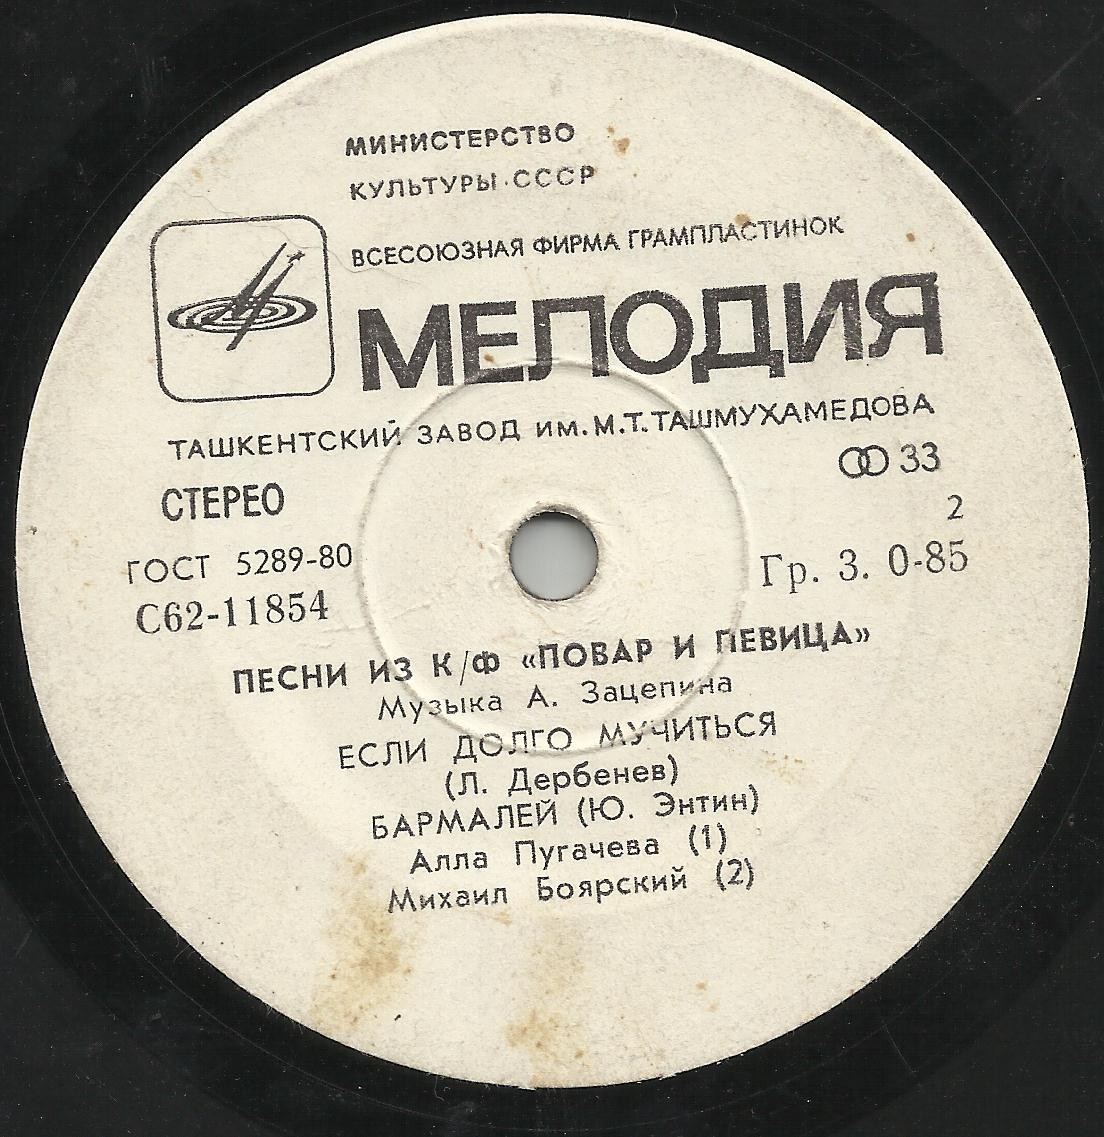 МИНИСТЕРСТВО
КУЛЬТУРЫ·СССР
ВСЕСОЮЗНАЯ ФИРМА ГРАМПЛАСТИНОК
МЕЛОДИЯ
ТАШКЕНТСКИЙ ЗАВОД ИМ. М.Т. ТАШМУХАМЕДОВА
СТЕРЕО
33
2
ГОСТ 5289-80
Гр. 3. 0-85
С62-11854
ПЕСНИ ИЗ К/Ф «ПОВАР И ПЕВИЦА»
Музыка А. Зацепина
ЕСЛИ ДОЛГО МУЧИТЬСЯ
(Л. Дербенев)
БАРМАЛЕЙ (Ю. Энтин)
Алла Пугачева (1)
Михаил Боярский (2)